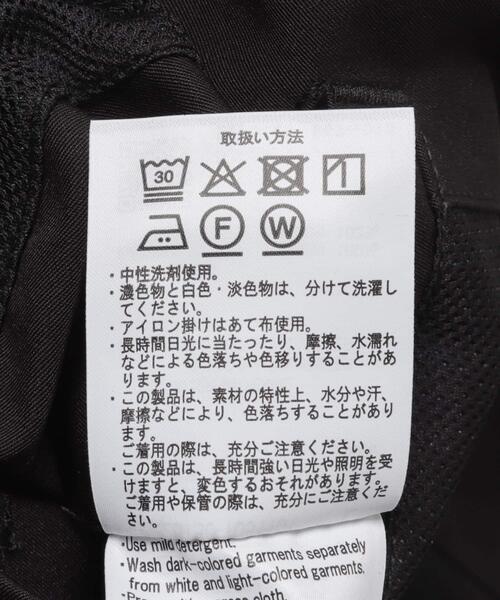 取扱い方法
30
F W
・中性洗剤使用。
・濃色物と白色・淡色物は、分けて洗濯し
てください。
・アイロン掛けはあて布使用。
・長時間日光に当たったり、摩擦、水濡れ
などによる色落ちや色移りすることがあ
ります。
・この製品は、素材の特性上、水分や汗、
摩擦などにより、色落ちすることがあり
ます。
ご着用の際は、充分ご注意ください。
・この製品は、長時間強い日光や照明を受
けますと、変色するおそれがあります。
ご着用や保管の際は、充分にご注意くださ
い。
・Use mild detergent.
・Wash dark-colored garments separately
from white and light-colored garments.